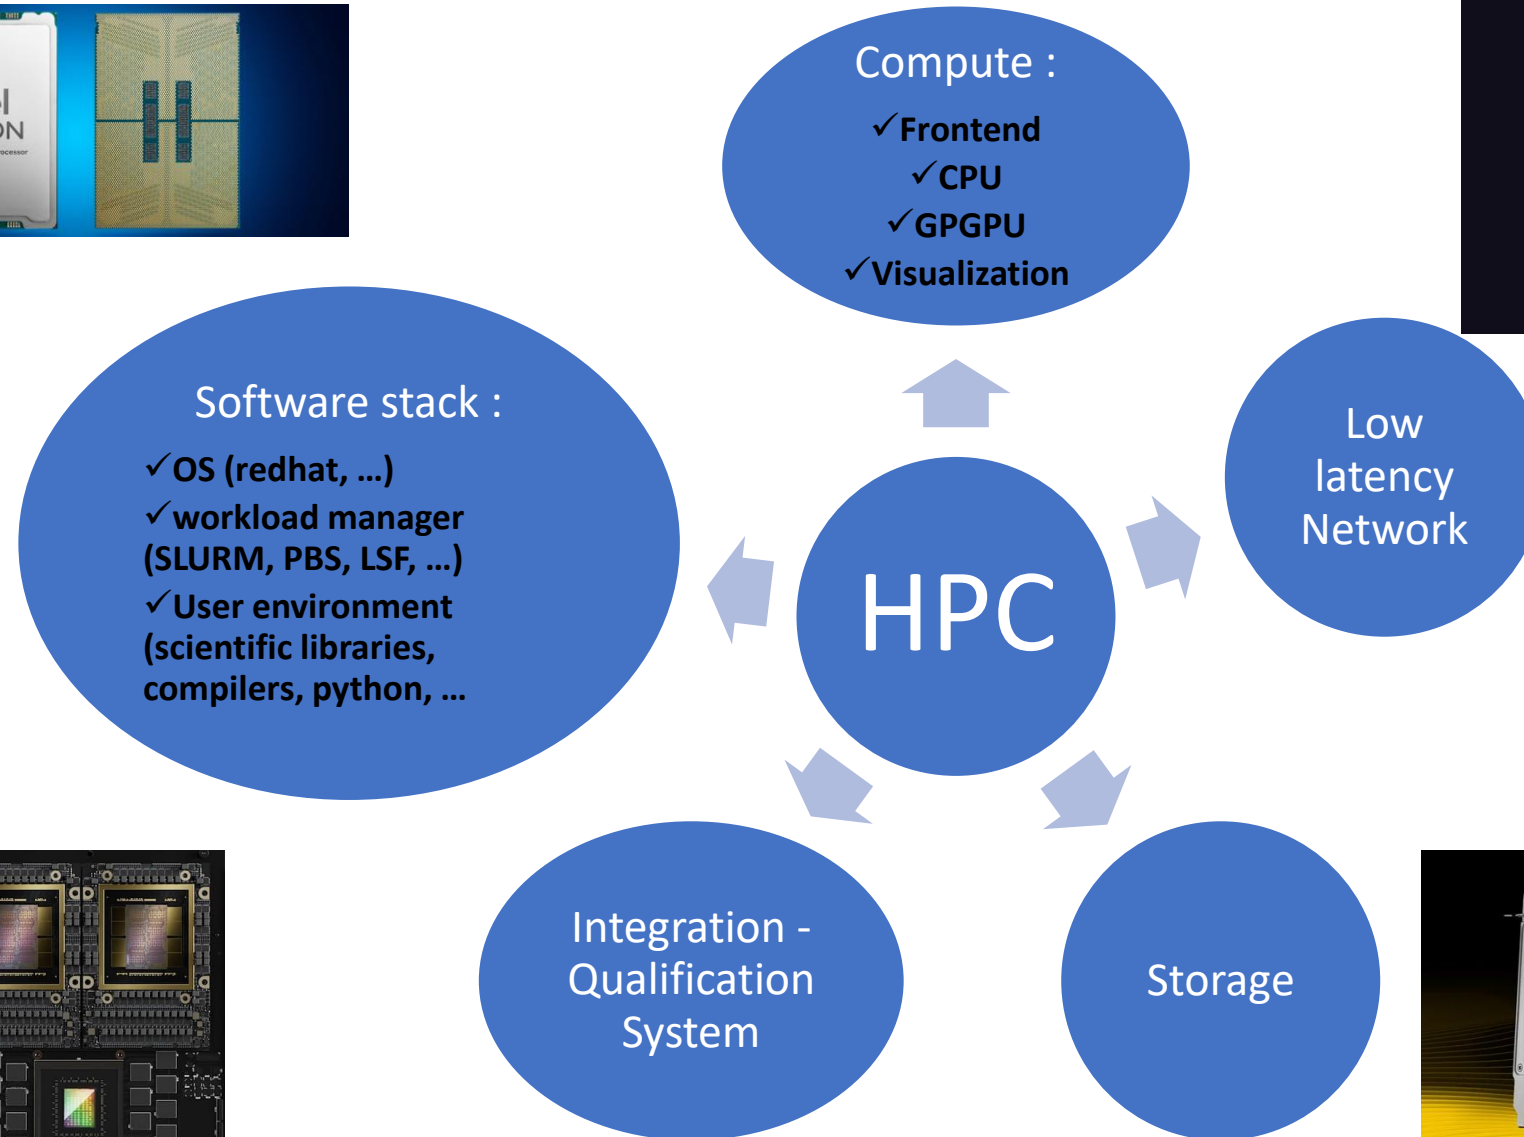 Compute :
✓Frontend
✓CPU
✓GPGPU
✓Visualization
Software stack :
✓OS (redhat, …)
✓workload manager
(SLURM, PBS, LSF, …)
✓User environment
(scientific libraries,
compilers, python, …
HPC
Low
latency
Network
Integration -
Qualification
System
Storage